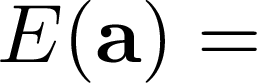 E(a) =